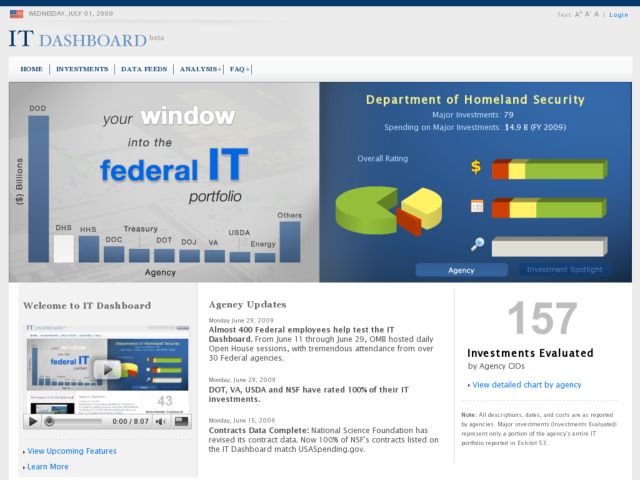 WEDNESDAY, JULY 01, 2009
Text: A A A | Login
IT DASHBOARD beta
HOME INVESTMENTS DATA FEEDS ANALYSIS FAQ
DOD
your window
into the
federal IT
portfolio
($) Billions
DHS HHS DOC Treasury DOT DOJ VA USDA Energy Others
Agency
Department of Homeland Security
Major Investments: 79
Spending on Major Investments: $4.9 B (FY 2009)
Overall Rating
$
Agency Investment Spotlight
Welcome to IT Dashboard
federal IT
43
0:00 / 8:07
View Upcoming Features
Learn More
Agency Updates
Monday June 29, 2009
Almost 400 Federal employees help test the IT
Dashboard. From June 11 through June 29, OMB hosted daily
Open House sessions, with tremendous attendance from over
30 Federal agencies.
Monday, June 29, 2009
DOT, VA, USDA and NSF have rated 100% of their IT
investments.
Monday, June 15, 2009
Contracts Data Complete: National Science Foundation has
revised its contract data. Now 100% of NSF's contracts listed on
the IT Dashboard match USASpending.gov.
157
Investments Evaluated
by Agency CIOs
View detailed chart by agency
Note: All descriptions, dates, and costs are as reported
by agencies. Major investments (Investments Evaluated)
represent only a portion of the agency's entire IT
portfolio reported in Exhibit 53.